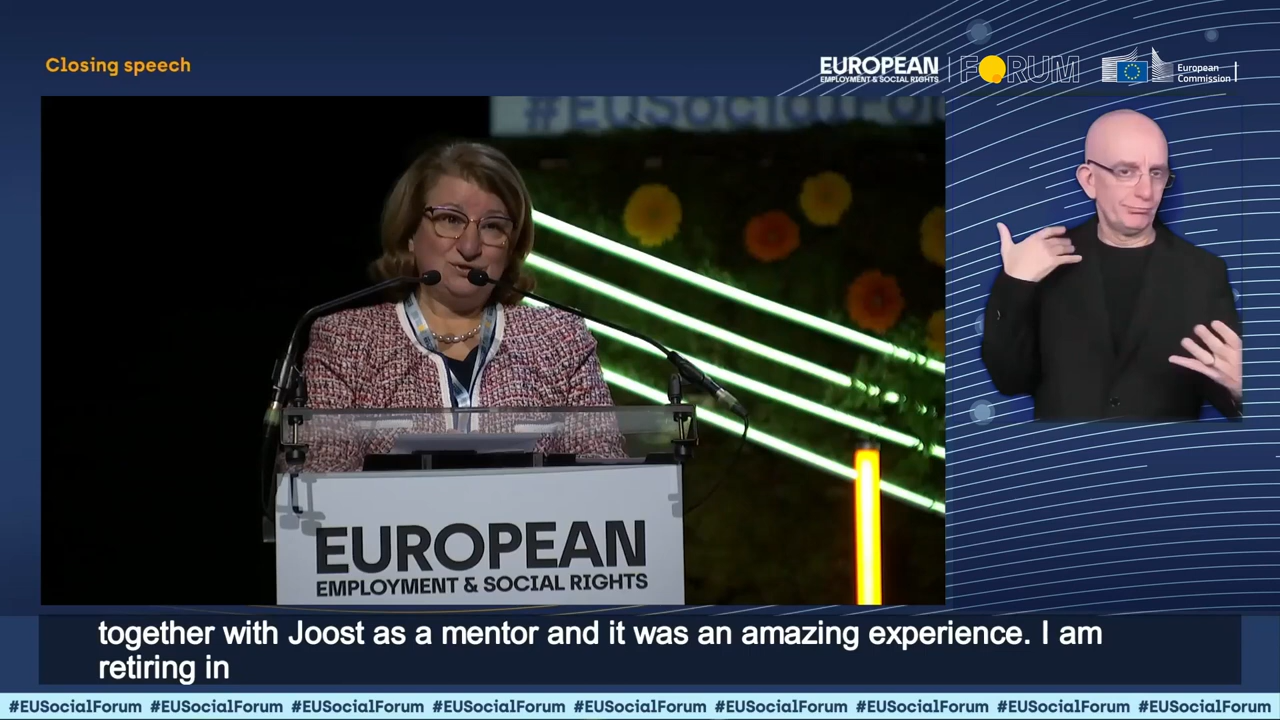 Closing speech
EUROPEAN
EMPLOYMENT & SOCIAL RIGHTS
FORUM
European
Commission
#EUSocialForu
EUROPEAN
EMPLOYMENT & SOCIAL RIGHTS
together with Joost as a mentor and it was an amazing experience. I am
retiring in
#EUSocialForum #EUSocialForum #EUSocialForum #EUSocialForum #EUSocialForum #EUSocialForum #EUSocialForum #EUSocialForum #EUSocialForum